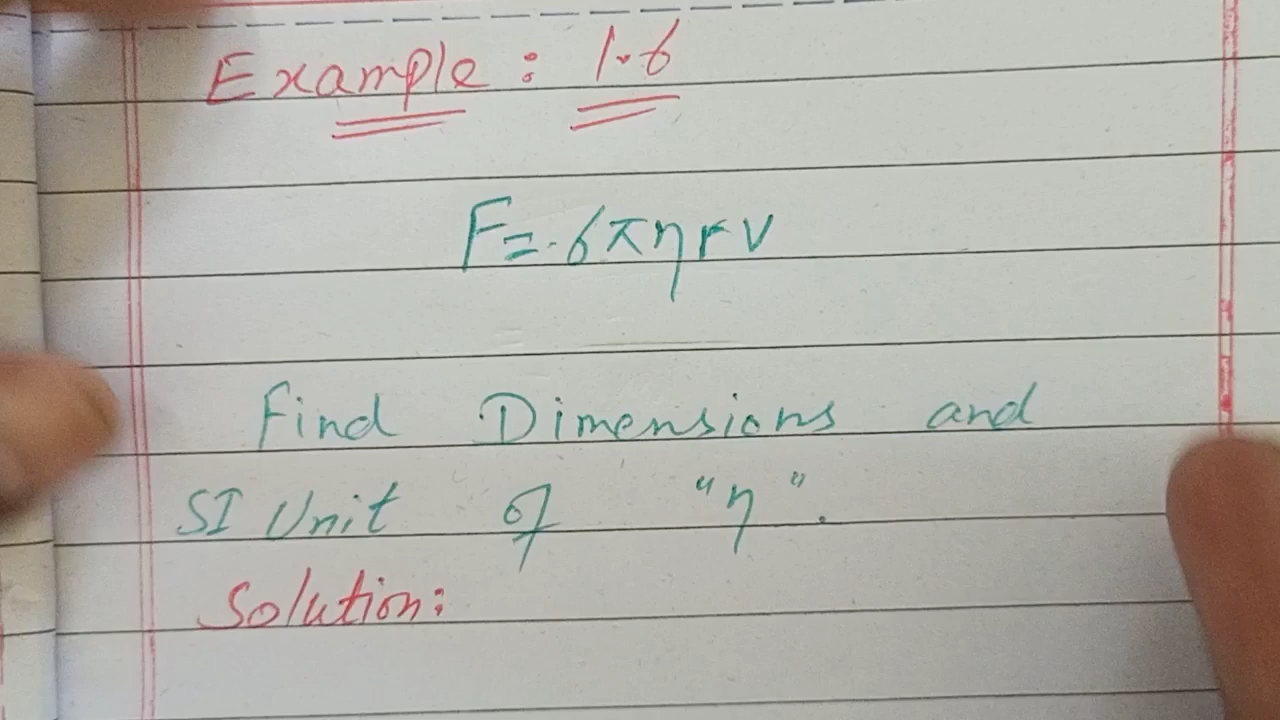 Example: 1.6
F = 6πηrv
Find Dimensions and
SI Unit of "η".
Solution: